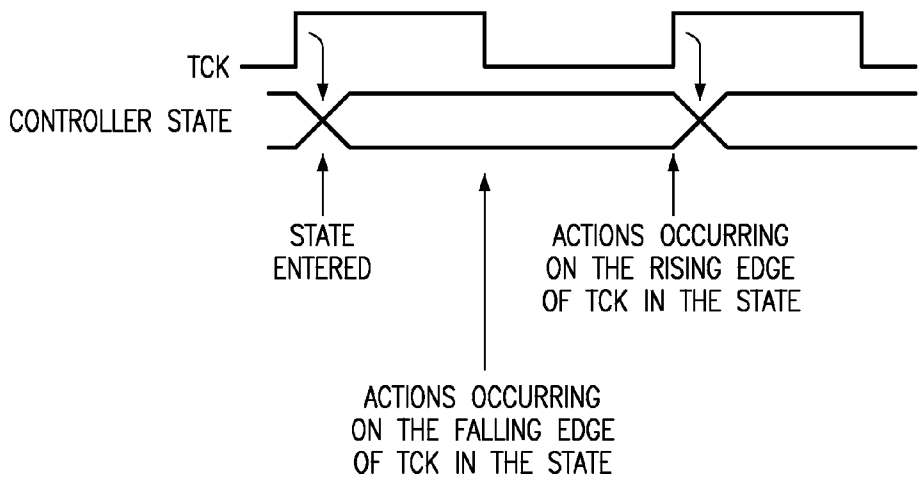 TCK
CONTROLLER STATE
STATE
ENTERED
ACTIONS OCCURRING
ON THE RISING EDGE
OF TCK IN THE STATE
ACTIONS OCCURRING
ON THE FALLING EDGE
OF TCK IN THE STATE